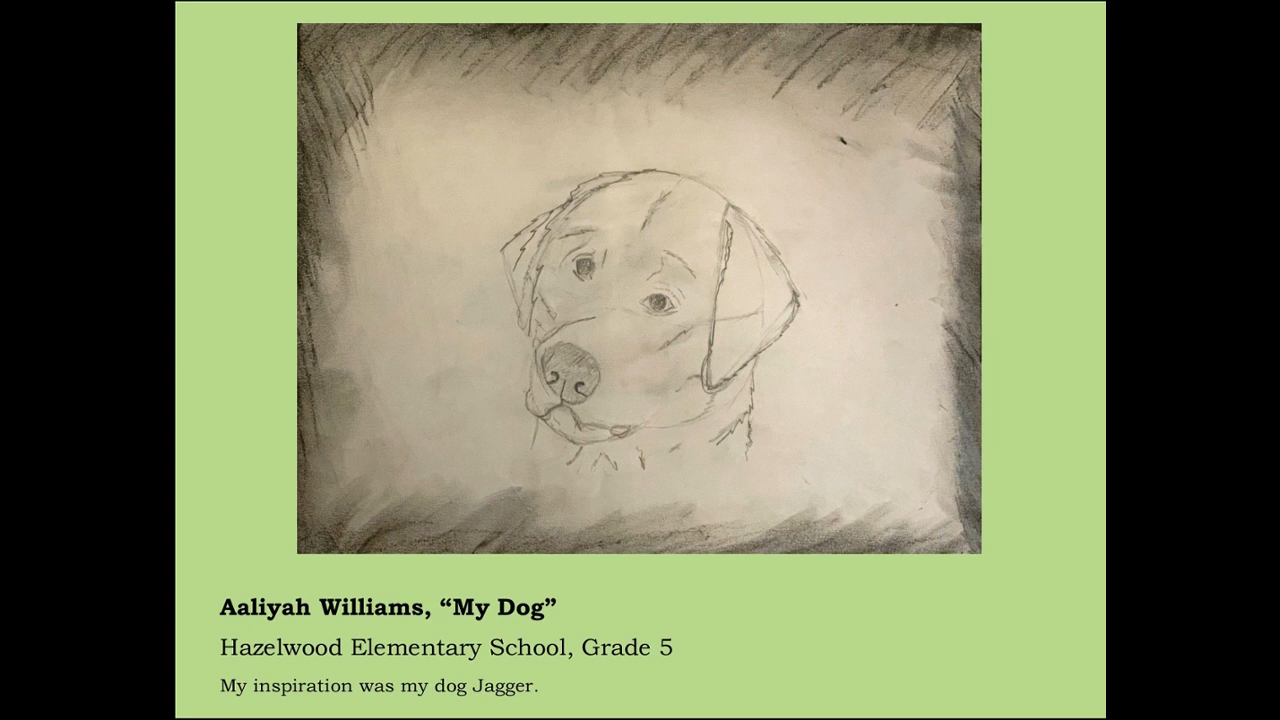 Aaliyah Williams, “My Dog”
Hazelwood Elementary School, Grade 5
My inspiration was my dog Jagger.